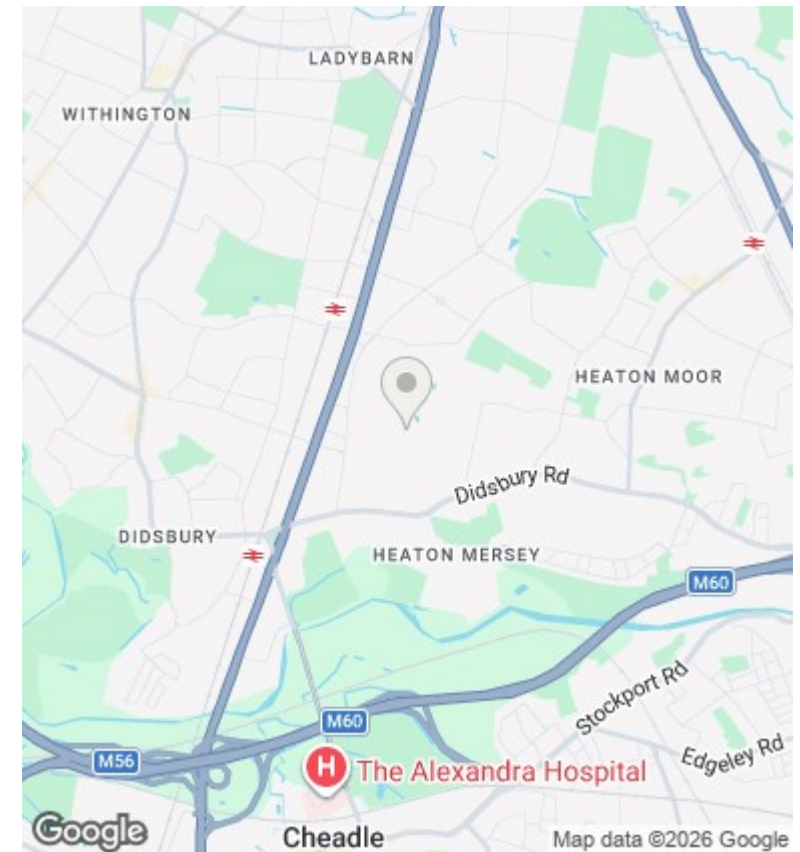 LADYBARN
WITHINGTON
HEATON MOOR
Didsbury Rd
DIDSBURY
HEATON MERSEY
M60
Stockport Rd
M60
M56
Edgeley Rd
H
The Alexandra Hospital
Google
Cheadle
Map data ©2026 Google